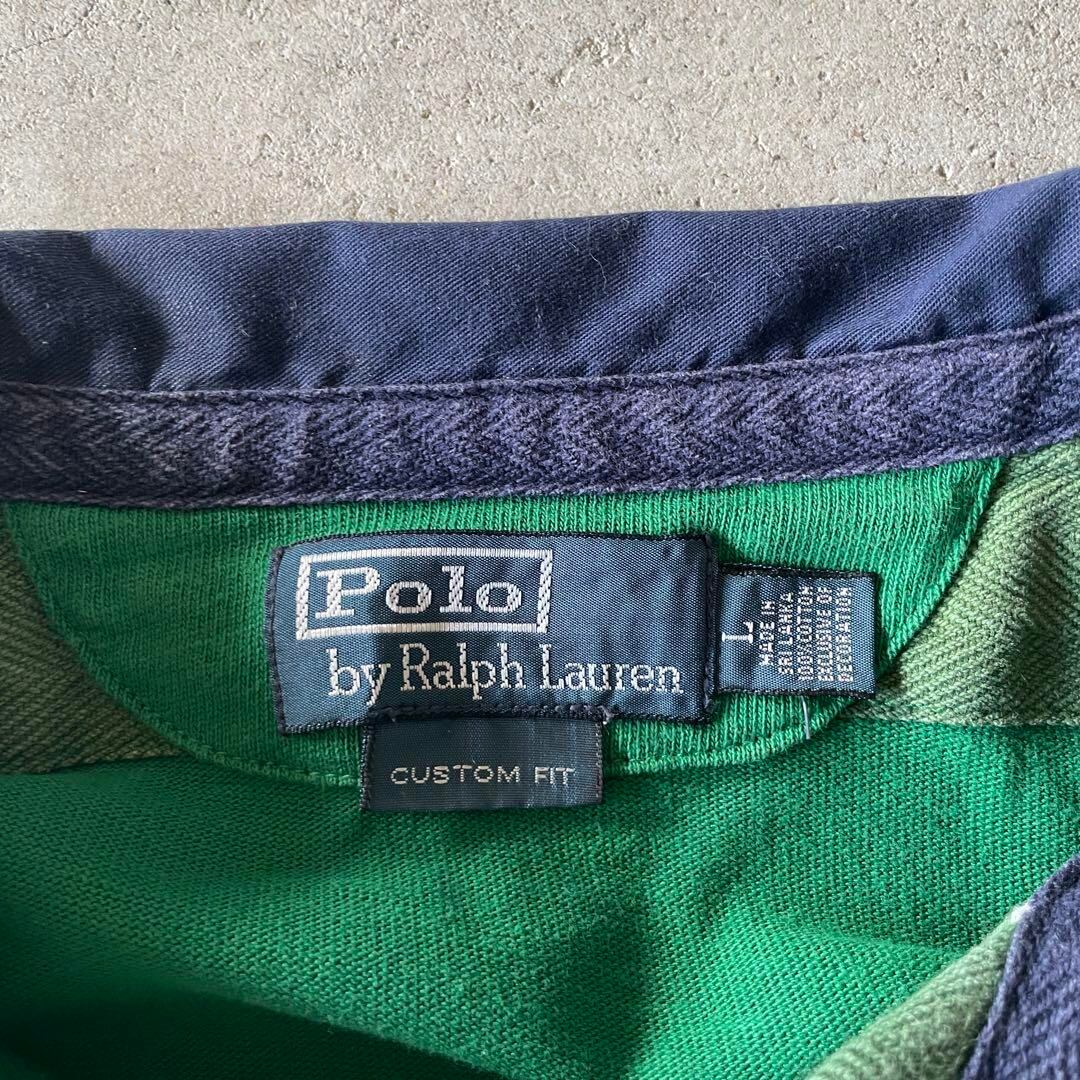 Polo
by Ralph Lauren
CUSTOM FIT
L
MADE IN
SRI LANKA
100% COTTON
EXCLUSIVE OF
DECORATION